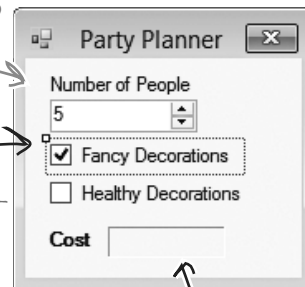 Party Planner
Number of People
5
Fancy Decorations
Healthy Decorations
Cost